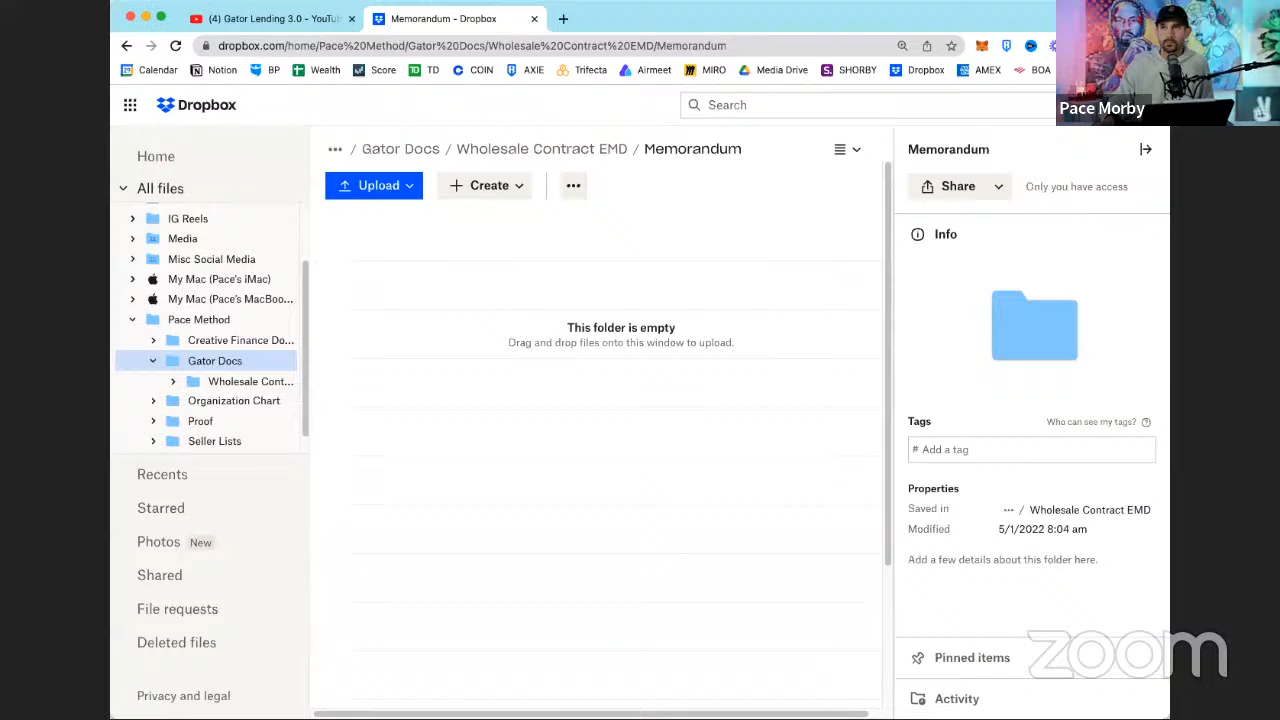 (4) Gator Lending 3.0 - YouTub
Memorandum - Dropbox
dropbox.com/home/Pace%20Method/Gator%20Docs/Wholesale%20Contract%20EMD/Memorandum
Calendar
Notion
BP
Wealth
Score
TD
COIN
AXIE
Trifecta
Airmeet
MIRO
Media Drive
SHORBY
Dropbox
AMEX
BOA
Pace Morby
Dropbox
Search
Home
All files
IG Reels
Media
Misc Social Media
My Mac (Pace's iMac)
My Mac (Pace's MacBoo...
Pace Method
Creative Finance Do...
Gator Docs
Wholesale Cont...
Organization Chart
Proof
Seller Lists
Recents
Starred
Photos New
Shared
File requests
Deleted files
Privacy and legal
... / Gator Docs / Wholesale Contract EMD / Memorandum
Upload
Create
...
This folder is empty
Drag and drop files onto this window to upload.
Memorandum
Share
Only you have access
Info
Tags
Who can see my tags?
# Add a tag
Properties
Saved in ... / Wholesale Contract EMD
Modified 5/1/2022 8:04 am
Add a few details about this folder here.
Pinned items
Activity
zoom